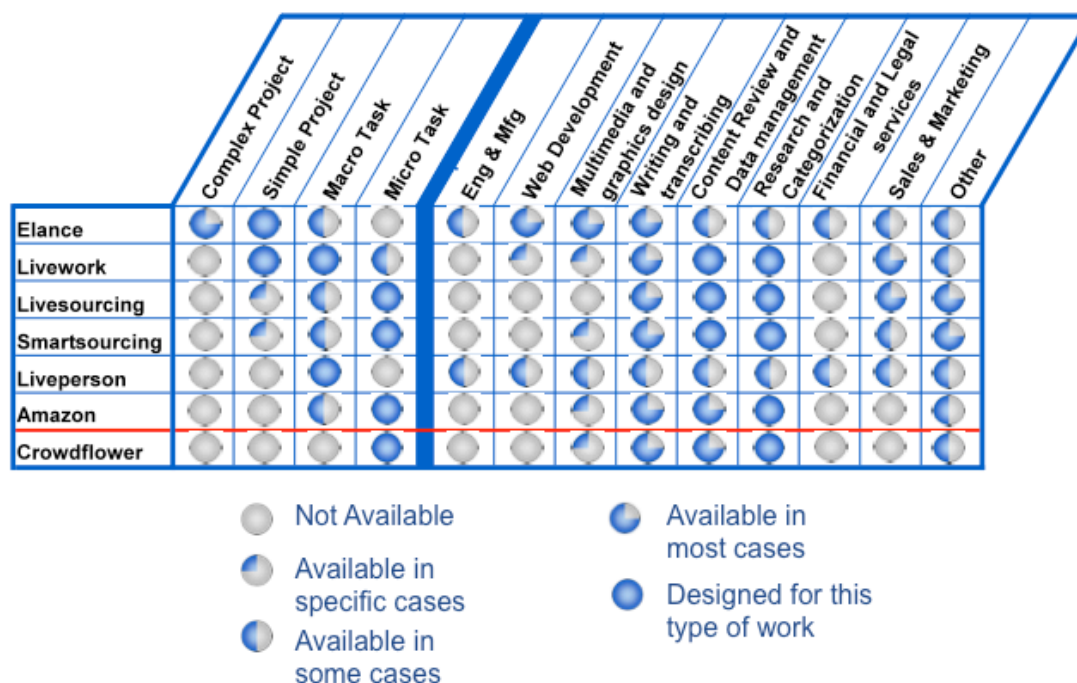 Complex Project
Simple Project
Macro Task
Micro Task
Eng & Mfg
Web Development
Multimedia and
graphics design
Writing and
transcribing
Content Review and
Data management
Research and
Categorization
Financial and Legal
services
Sales & Marketing
Other
Elance
Livework
Livesourcing
Smartsourcing
Liveperson
Amazon
Crowdflower
Not Available
Available in
specific cases
Available in
some cases
Available in
most cases
Designed for this
type of work